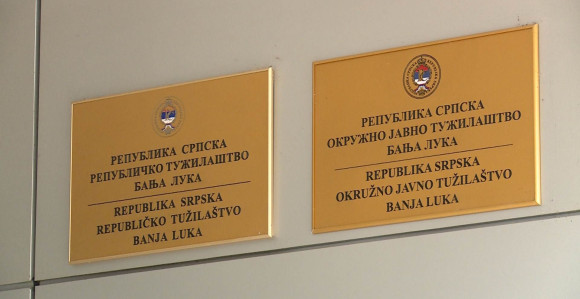 РЕПУБЛИКА СРПСКА
РЕПУБЛИЧКО ТУЖИЛАШТВО
БАЊА ЛУКА
REPUBLIKA SRPSKA
REPUBLIČKO TUŽILAŠTVO
BANJA LUKA
РЕПУБЛИКА СРПСКА
ОКРУЖНО ЈАВНО ТУЖИЛАШТВО
БАЊА ЛУКА
REPUBLIKA SRPSKA
OKRUŽNO JAVNO TUŽILAŠTVO
BANJA LUKA